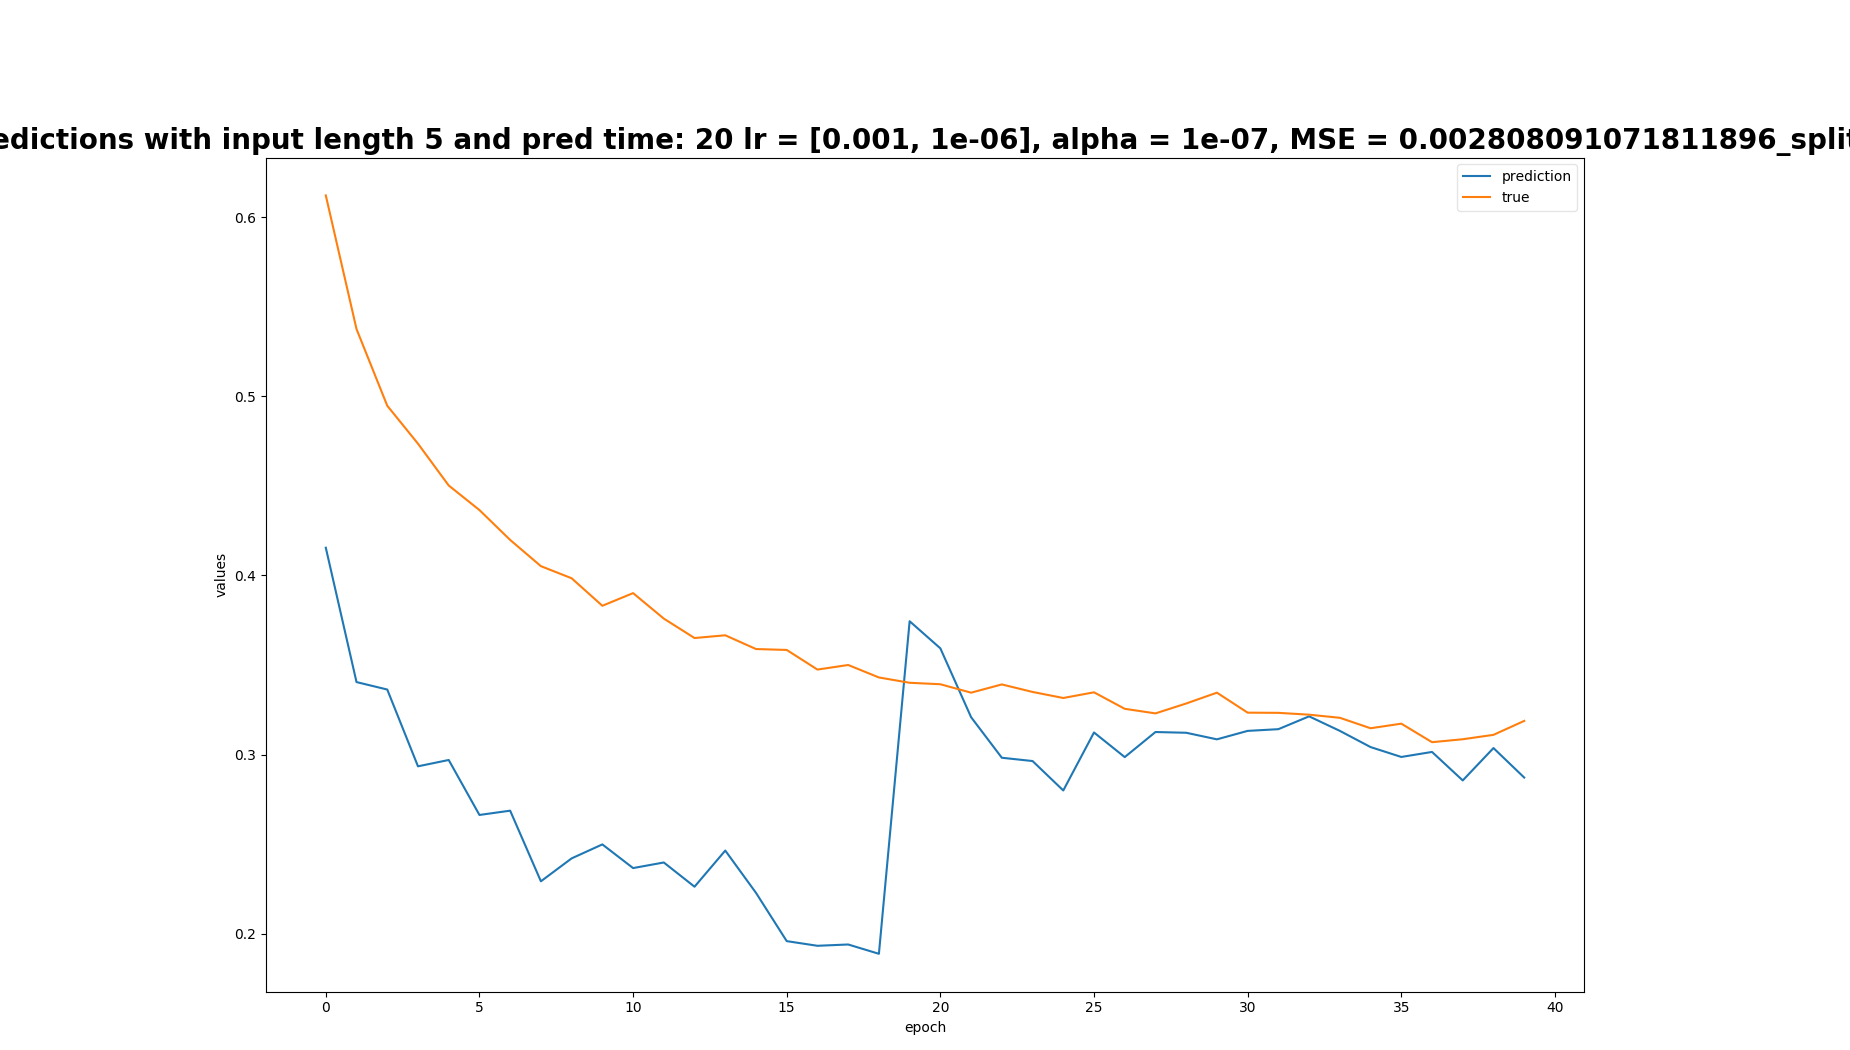 edictions with input length 5 and pred time: 20 lr = [0.001, 1e-06], alpha = 1e-07, MSE = 0.002808091071811896_split
prediction
true
0.6
0.5
0.4
0.3
0.2
values
0 5 10 15 20 25 30 35 40
epoch